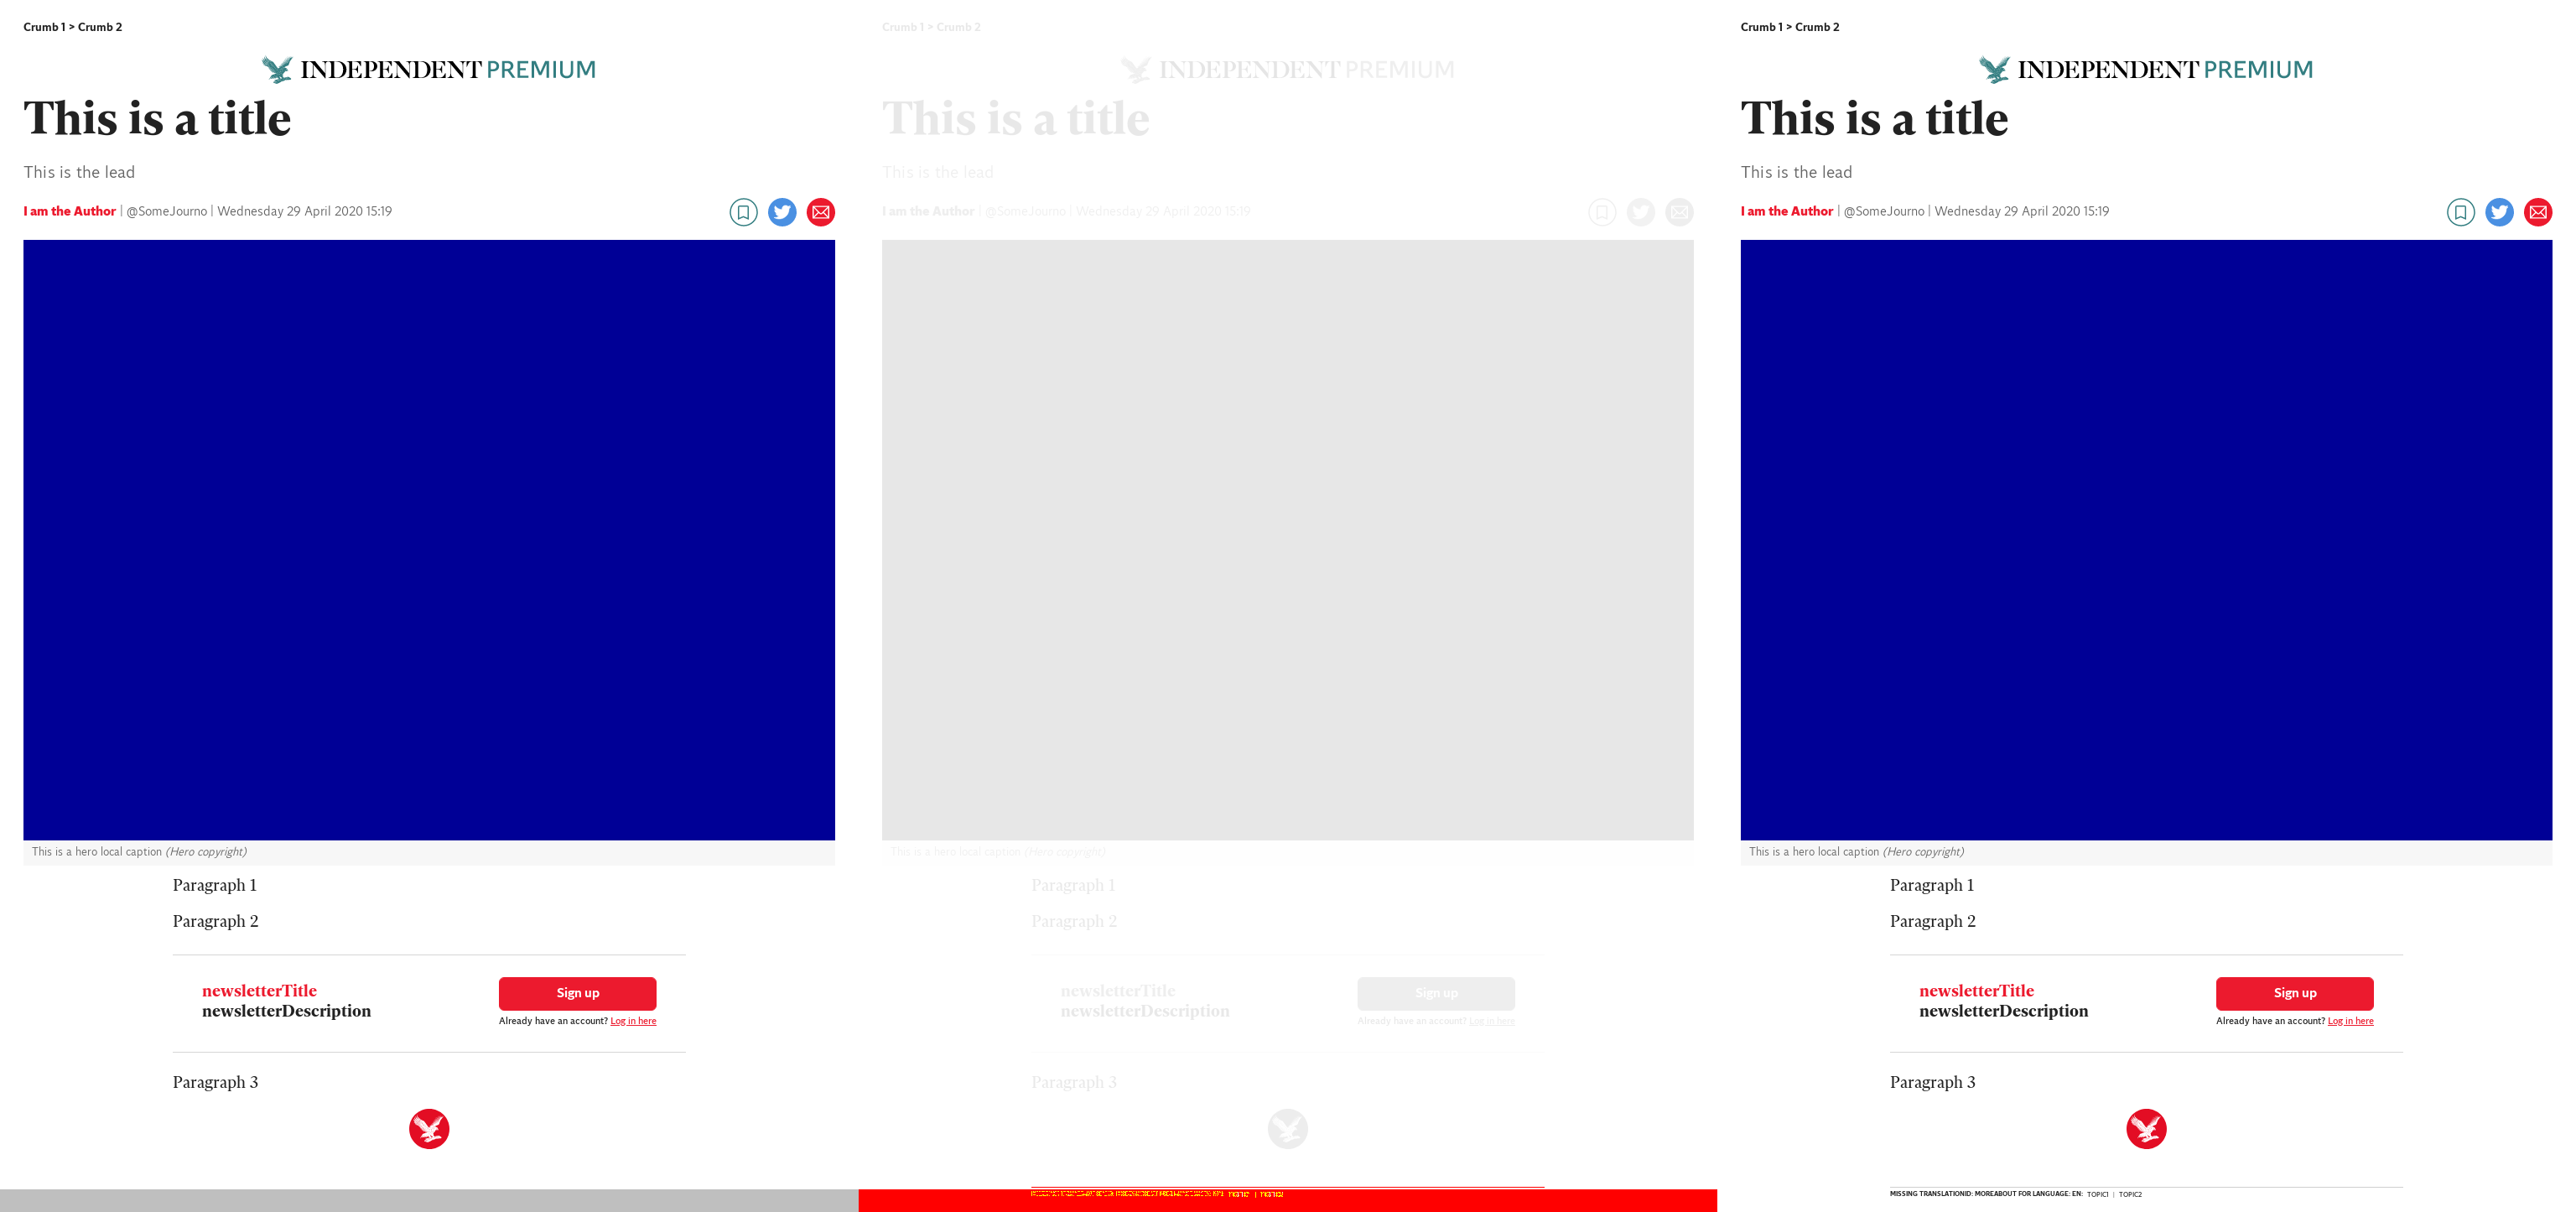 Crumb 1 > Crumb 2
INDEPENDENT PREMIUM
This is a title
This is the lead
I am the Author | @SomeJourno | Wednesday 29 April 2020 15:19
This is a hero local caption (Hero copyright)
Paragraph 1
Paragraph 2
newsletterTitle
newsletterDescription
Sign up
Already have an account? Log in here
Paragraph 3
Crumb 1 > Crumb 2
INDEPENDENT PREMIUM
This is a title
This is the lead
I am the Author | @SomeJourno | Wednesday 29 April 2020 15:19
This is a hero local caption (Hero copyright)
Paragraph 1
Paragraph 2
newsletterTitle
newsletterDescription
Sign up
Already have an account? Log in here
Paragraph 3
Crumb 1 > Crumb 2
INDEPENDENT PREMIUM
This is a title
This is the lead
I am the Author | @SomeJourno | Wednesday 29 April 2020 15:19
This is a hero local caption (Hero copyright)
Paragraph 1
Paragraph 2
newsletterTitle
newsletterDescription
Sign up
Already have an account? Log in here
Paragraph 3
MISSING TRANSLATIONID: MOREABOUT FOR LANGUAGE: EN: TOPIC1 | TOPIC2